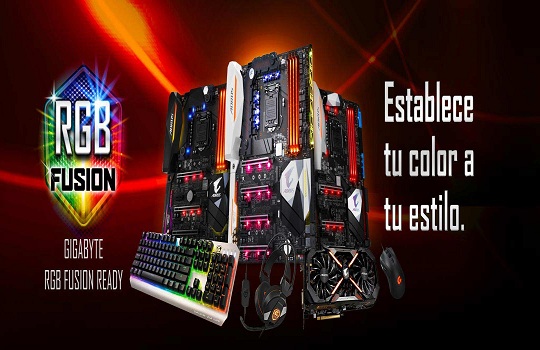 RGB
FUSION
GIGABYTE
RGB FUSION READY
Establece
tu color a
tu estilo.